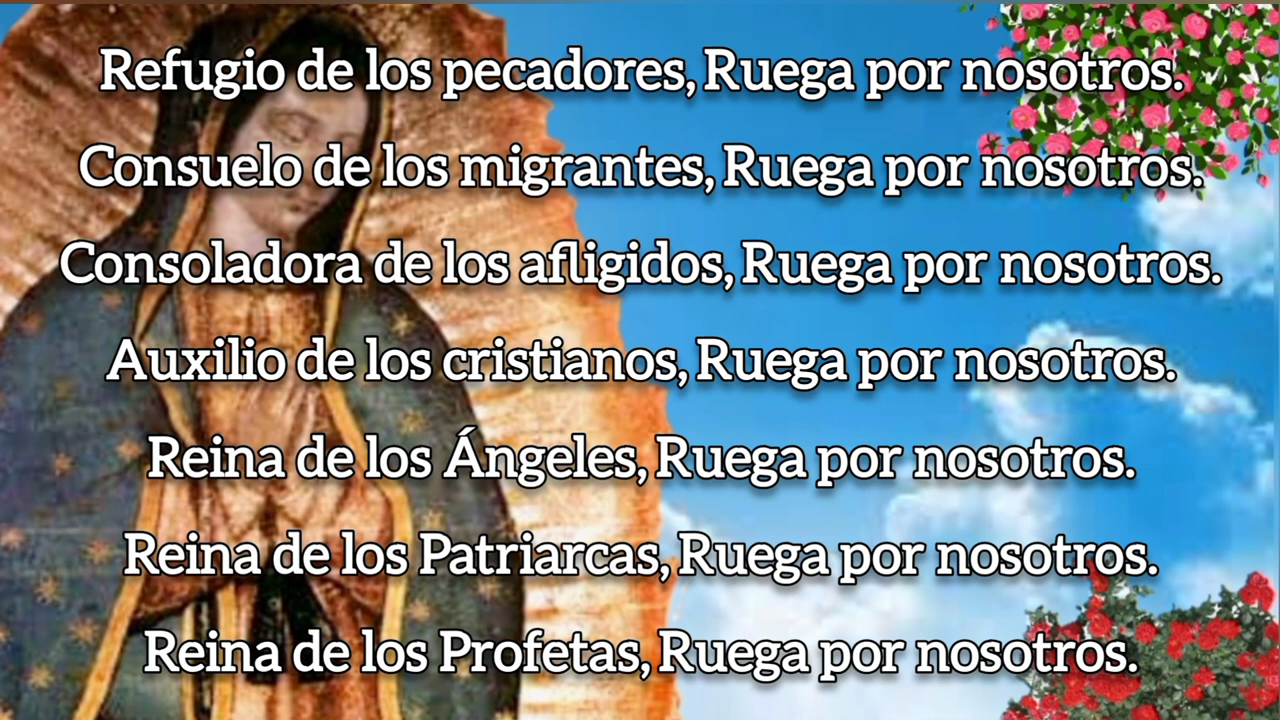 Refugio de los pecadores, Ruega por nosotros.
Consuelo de los migrantes, Ruega por nosotros.
Consoladora de los afligidos, Ruega por nosotros.
Auxilio de los cristianos, Ruega por nosotros.
Reina de los Ángeles, Ruega por nosotros.
Reina de los Patriarcas, Ruega por nosotros.
Reina de los Profetas, Ruega por nosotros.